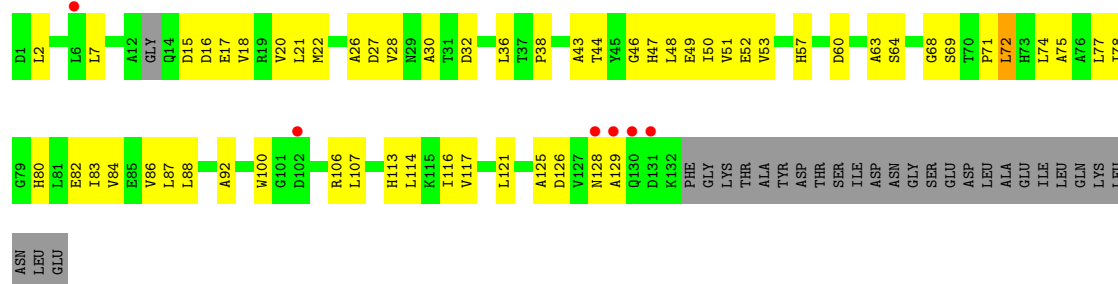 D1 L2 L6 L7 A12 GLY Q14 D15 D16 E17 V18 R19 V20 L21 M22 A26 D27 V28 N29 A30 T31 D32 L36 T37 P38 A43 T44 Y45 G46 H47 L48 E49 I50 V51 E52 V53 H57 D60 A63 S64 G68 S69 T70 P71 L72 H73 L74 A75 A76 L77 I78
G79 H80 L81 E82 I83 V84 E85 V86 L87 L88 A92 W100 G101 D102 R106 L107 H113 L114 K115 I116 V117 L121 A125 D126 V127 N128 A129 Q130 D131 K132 PHE GLY LYS THR ALA TYR ASP THR SER ILE ASP ASN GLY SER GLU ASP LEU ALA GLU ILE LEU GLN LYS LEU
ASN LEU GLU